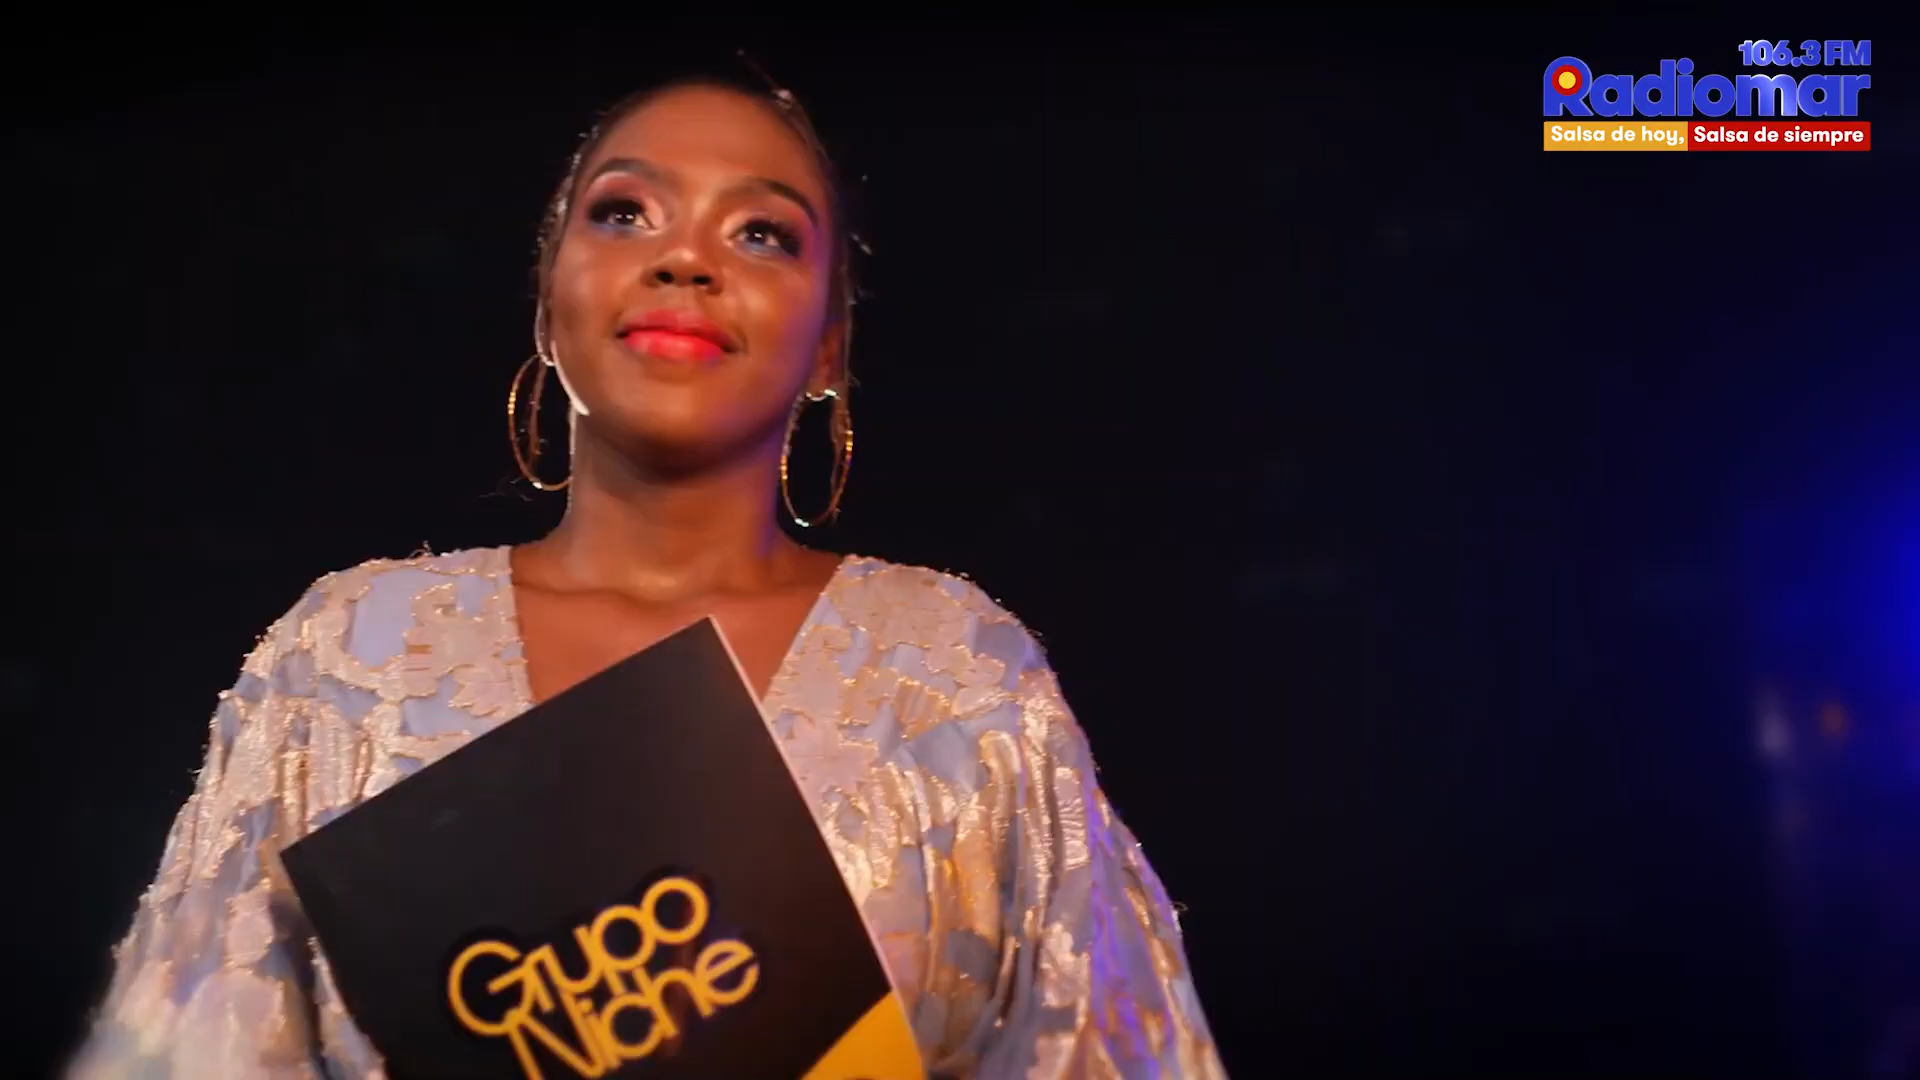 106.3 FM
Radiomar
Salsa de hoy, Salsa de siempre
Grupo
Niche